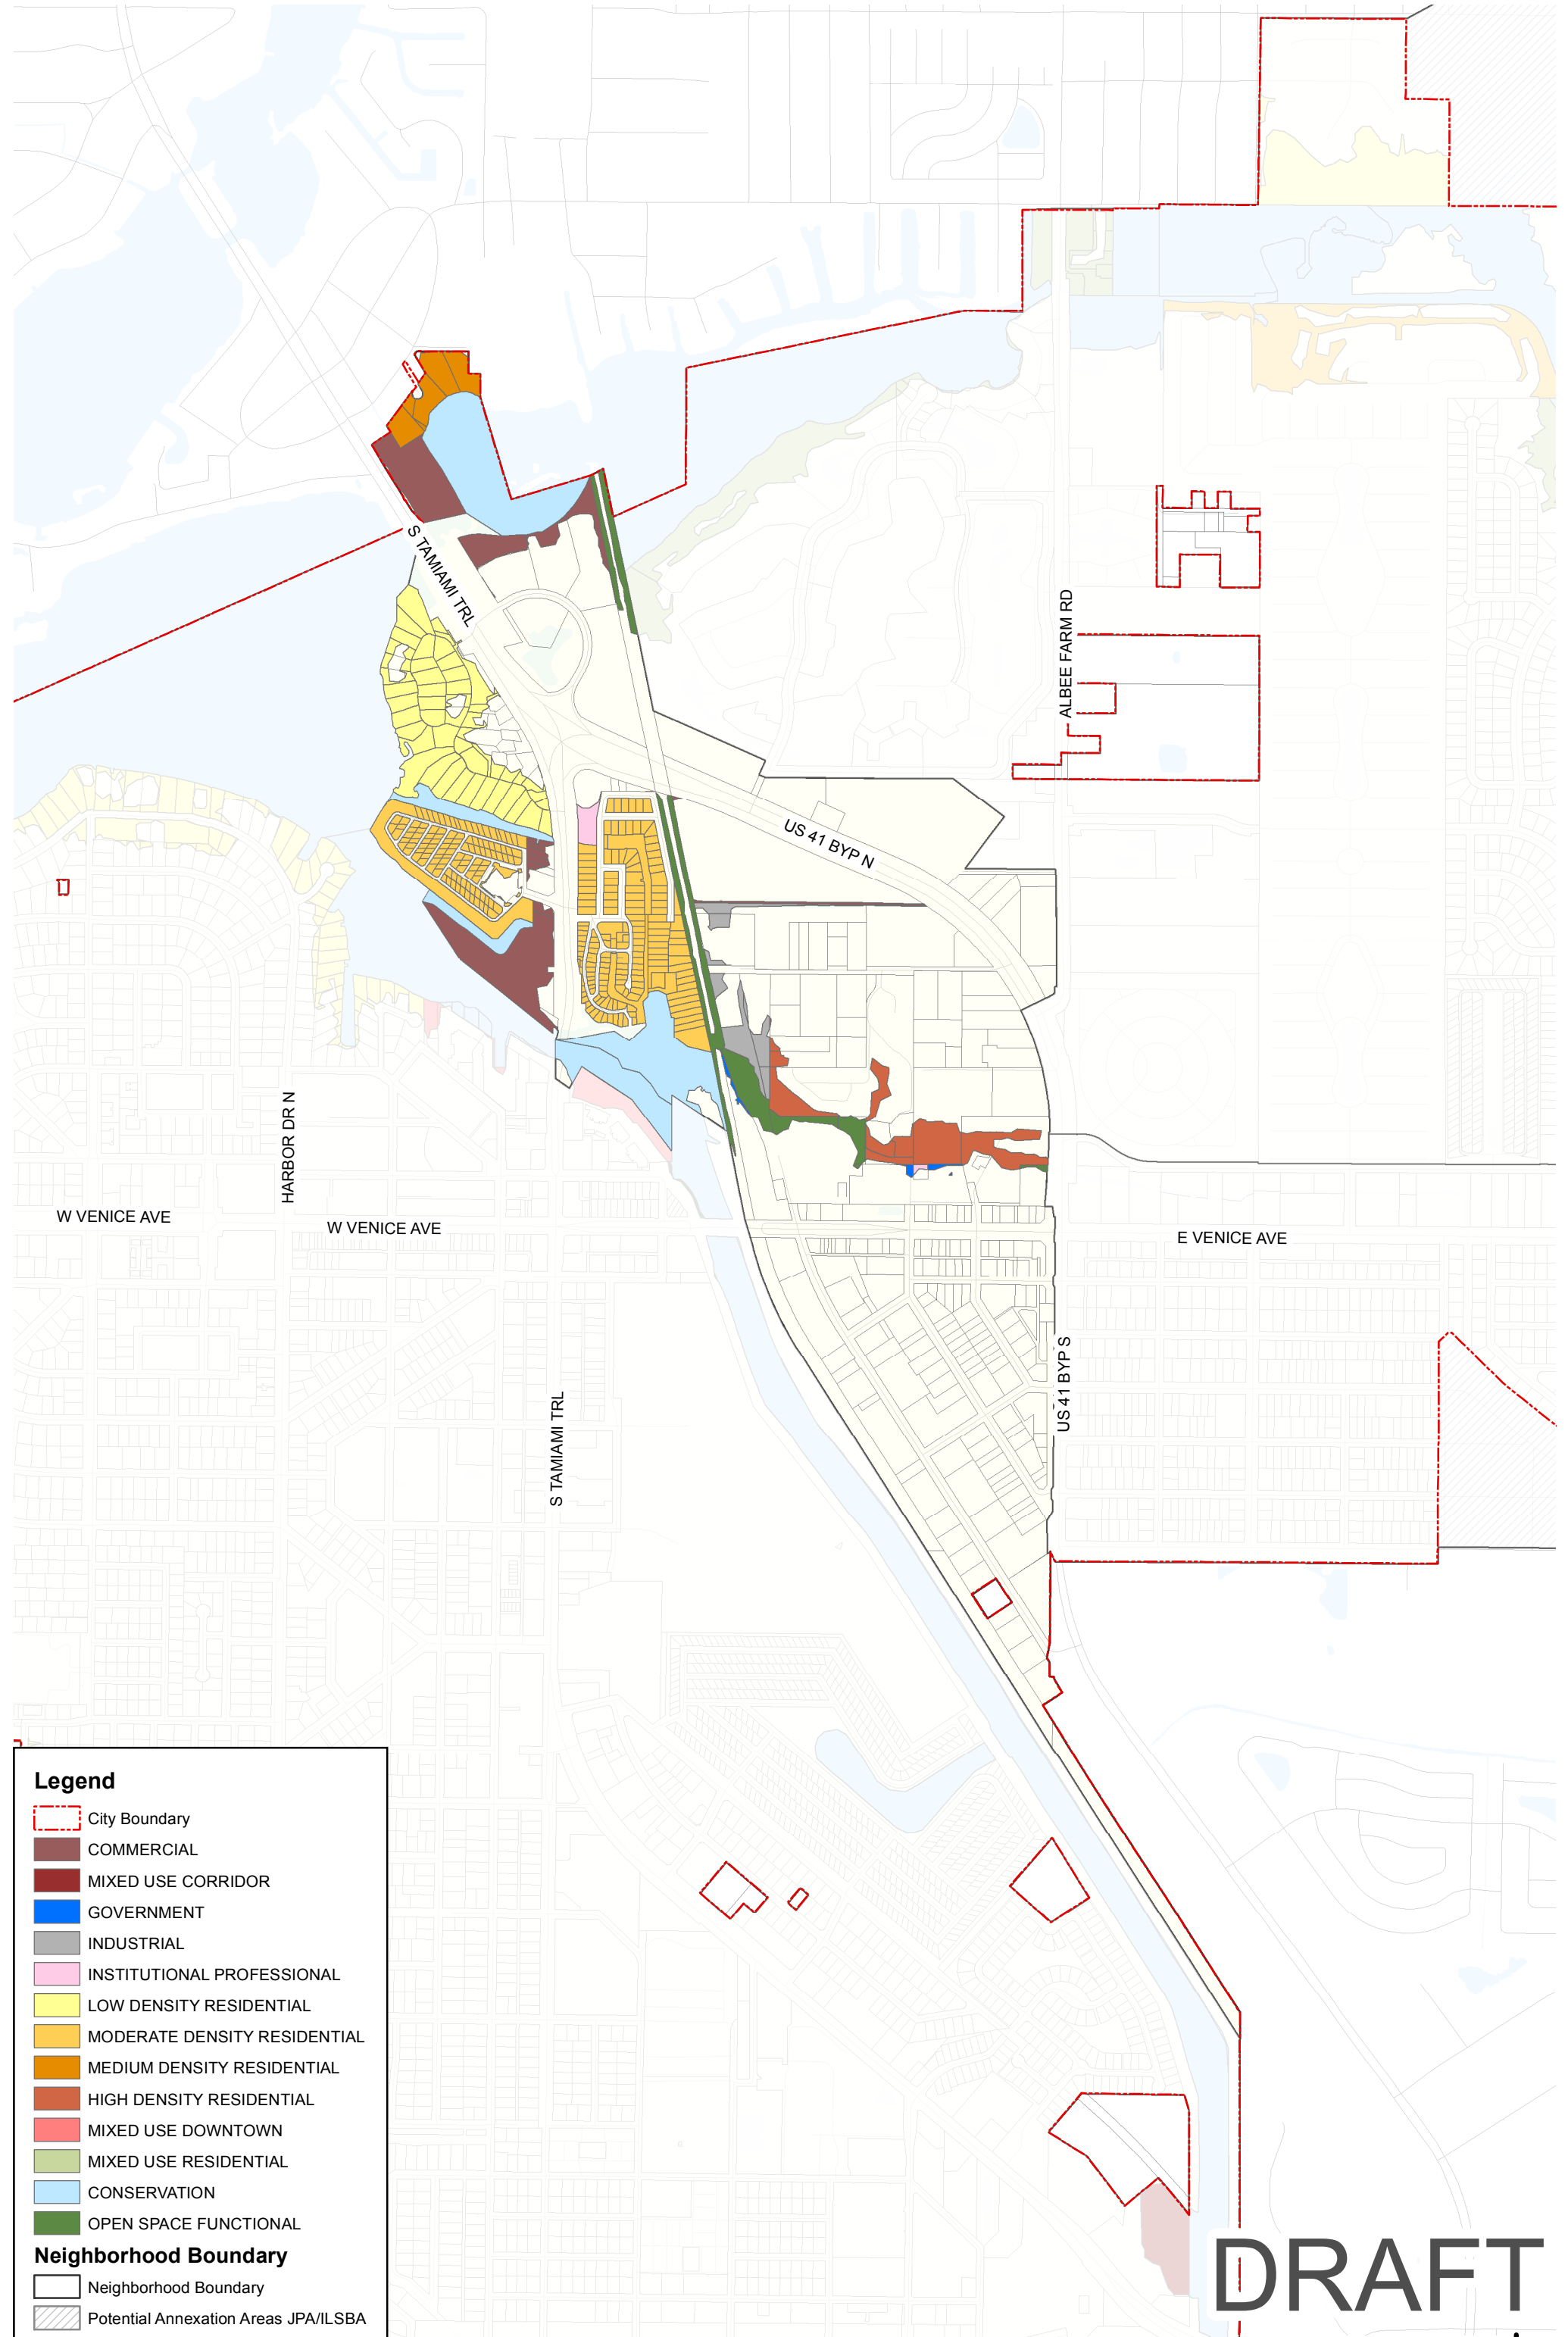 S TAMIAMI TRL
ALBEE FARM RD
US 41 BYP N
HARBOR DR N
W VENICE AVE
W VENICE AVE
E VENICE AVE
US 41 BYP S
S TAMIAMI TRL
Legend
City Boundary
COMMERCIAL
MIXED USE CORRIDOR
GOVERNMENT
INDUSTRIAL
INSTITUTIONAL PROFESSIONAL
LOW DENSITY RESIDENTIAL
MODERATE DENSITY RESIDENTIAL
MEDIUM DENSITY RESIDENTIAL
HIGH DENSITY RESIDENTIAL
MIXED USE DOWNTOWN
MIXED USE RESIDENTIAL
CONSERVATION
OPEN SPACE FUNCTIONAL
Neighborhood Boundary
Neighborhood Boundary
Potential Annexation Areas JPA/ILSBA
DRAFT